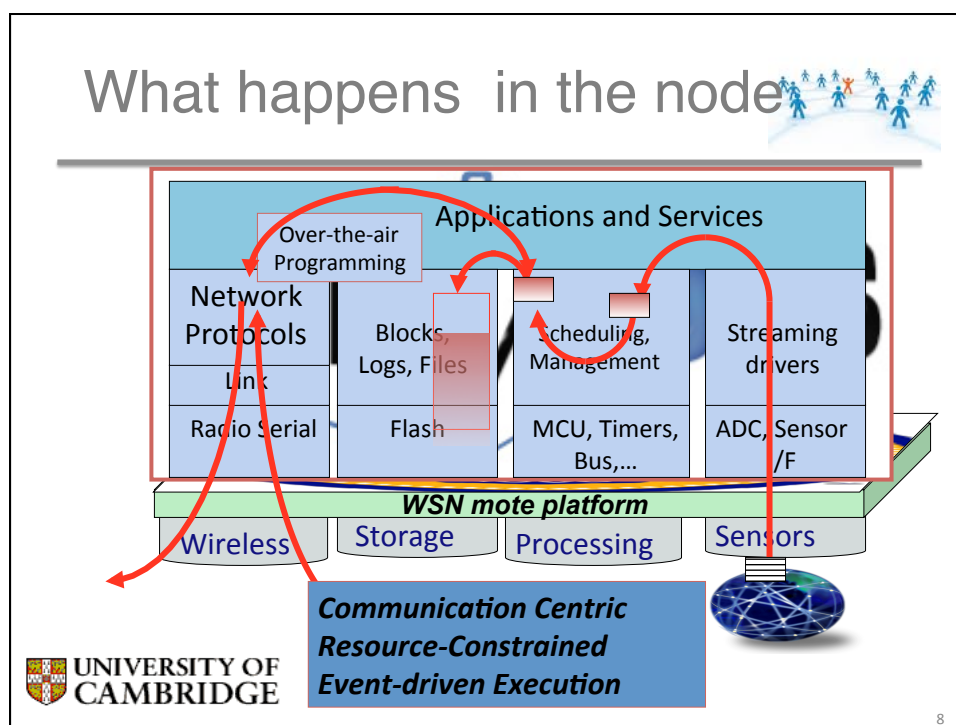 What happens in the node
Applications and Services
Over-the-air
Programming
Network
Protocols
Link
Radio Serial
Blocks,
Logs, Files
Flash
Scheduling,
Management
MCU, Timers,
Bus,...
Streaming
drivers
ADC, Sensor
/F
WSN mote platform
Wireless
Storage
Processing
Sensors
Communication Centric
Resource-Constrained
Event-driven Execution
UNIVERSITY OF
CAMBRIDGE
8